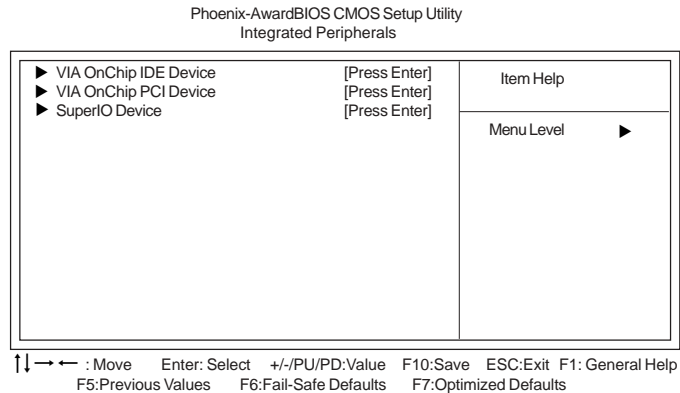 Phoenix-AwardBIOS CMOS Setup Utility
Integrated Peripherals
▶ VIA OnChip IDE Device [Press Enter]
▶ VIA OnChip PCI Device [Press Enter]
▶ SuperIO Device [Press Enter]
Item Help
Menu Level ▶
↑↓→← : Move Enter: Select +/-/PU/PD:Value F10:Save ESC:Exit F1: General Help
F5:Previous Values F6:Fail-Safe Defaults F7:Optimized Defaults